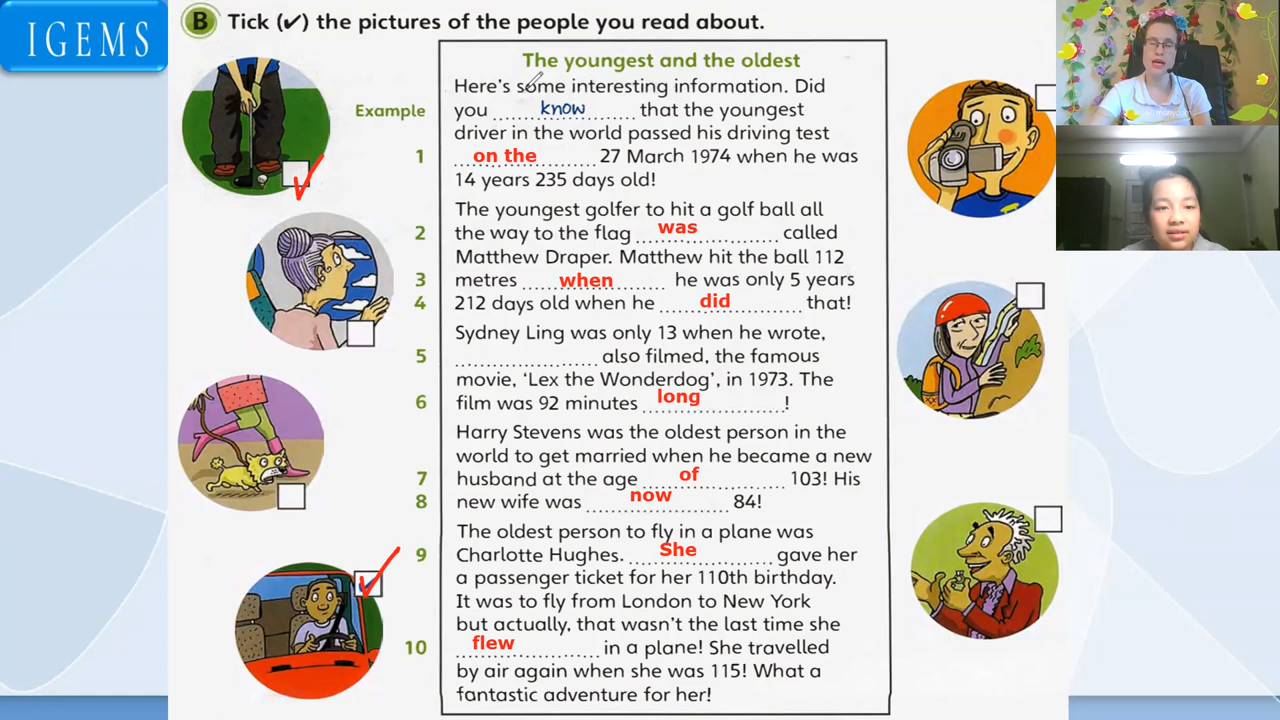 IGEMS
B Tick (✔) the pictures of the people you read about.
The youngest and the oldest
Here's some interesting information. Did
Example you know that the youngest
driver in the world passed his driving test
1 on the 27 March 1974 when he was
14 years 235 days old!
The youngest golfer to hit a golf ball all
2 the way to the flag was called
Matthew Draper. Matthew hit the ball 112
3 metres when he was only 5 years
4 212 days old when he did that!
Sydney Ling was only 13 when he wrote,
5 also filmed, the famous
movie, 'Lex the Wonderdog', in 1973. The
6 film was 92 minutes long !
Harry Stevens was the oldest person in the
world to get married when he became a new
7 husband at the age of 103! His
8 new wife was now 84!
The oldest person to fly in a plane was
9 Charlotte Hughes. She gave her
a passenger ticket for her 110th birthday.
It was to fly from London to New York
but actually, that wasn't the last time she
10 flew in a plane! She travelled
by air again when she was 115! What a
fantastic adventure for her!